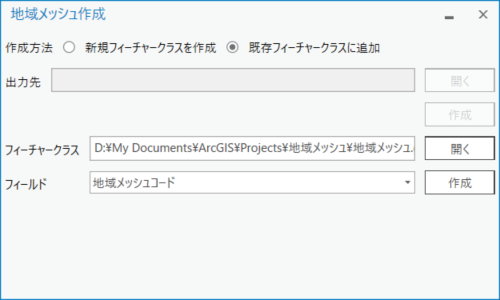 地域メッシュ作成
作成方法 新規フィーチャークラスを作成 既存フィーチャークラスに追加
出力先 開く
作成
フィーチャークラス D:¥My Documents¥ArcGIS¥Projects¥地域メッシュ¥地域メッシュ. 開く
フィールド 地域メッシュコード 作成